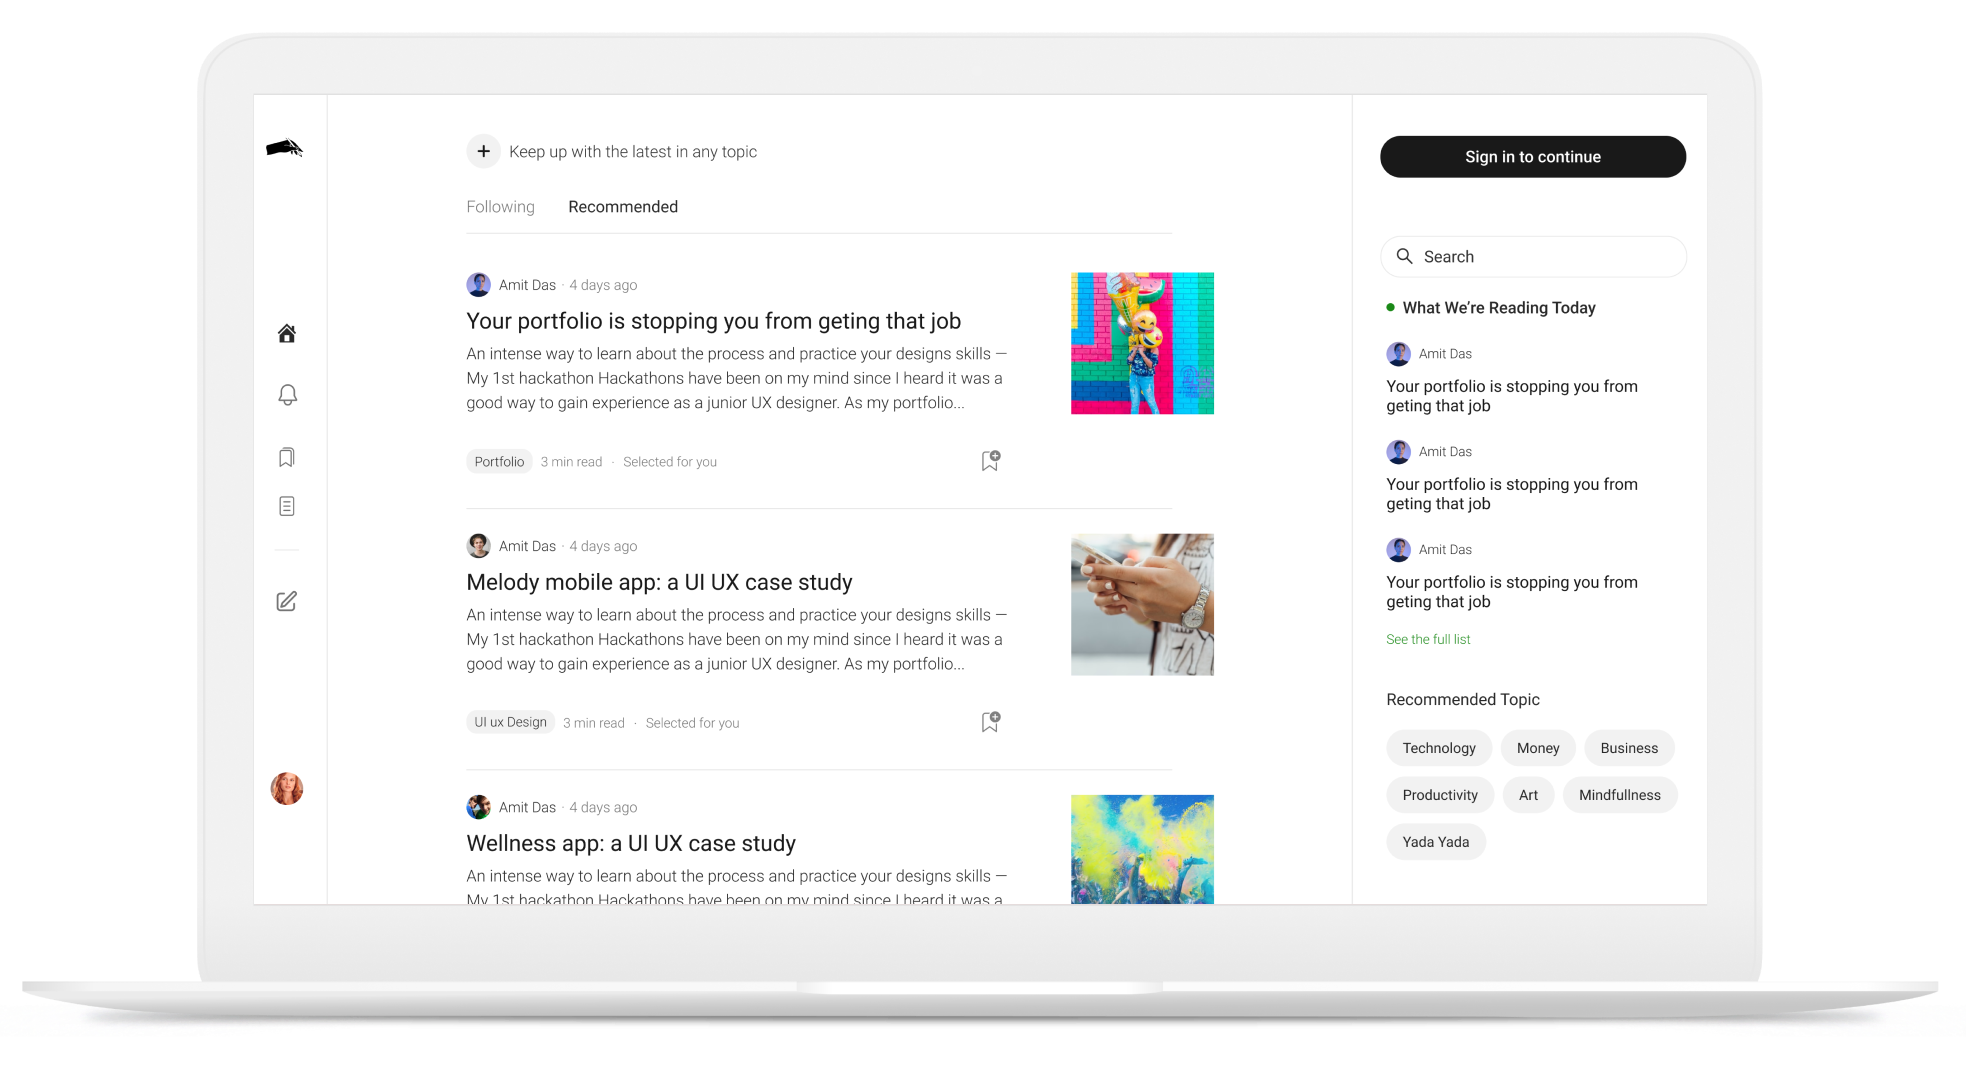 Keep up with the latest in any topic
Following Recommended
Amit Das · 4 days ago
Your portfolio is stopping you from geting that job
An intense way to learn about the process and practice your designs skills —
My 1st hackathon Hackathons have been on my mind since I heard it was a
good way to gain experience as a junior UX designer. As my portfolio...
Portfolio 3 min read · Selected for you
Amit Das · 4 days ago
Melody mobile app: a UI UX case study
An intense way to learn about the process and practice your designs skills —
My 1st hackathon Hackathons have been on my mind since I heard it was a
good way to gain experience as a junior UX designer. As my portfolio...
UI ux Design 3 min read · Selected for you
Amit Das · 4 days ago
Wellness app: a UI UX case study
An intense way to learn about the process and practice your designs skills —
My 1st hackathon Hackathons have been on my mind since I heard it was a
Sign in to continue
Search
What We’re Reading Today
Amit Das
Your portfolio is stopping you from
geting that job
Amit Das
Your portfolio is stopping you from
geting that job
Amit Das
Your portfolio is stopping you from
geting that job
See the full list
Recommended Topic
Technology Money Business
Productivity Art Mindfullness
Yada Yada